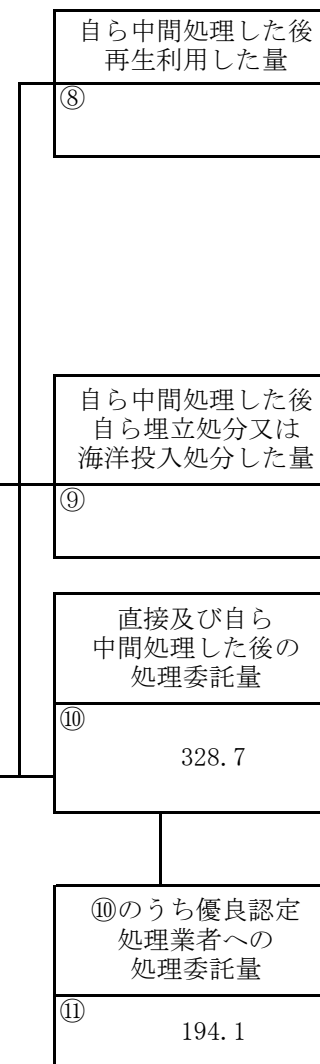 自ら中間処理した後
再生利用した量
⑧
自ら中間処理した後
自ら埋立処分又は
海洋投入処分した量
⑨
直接及び自ら
中間処理した後の
処理委託量
⑩
328.7
⑩のうち優良認定
処理業者への
処理委託量
⑪
194.1